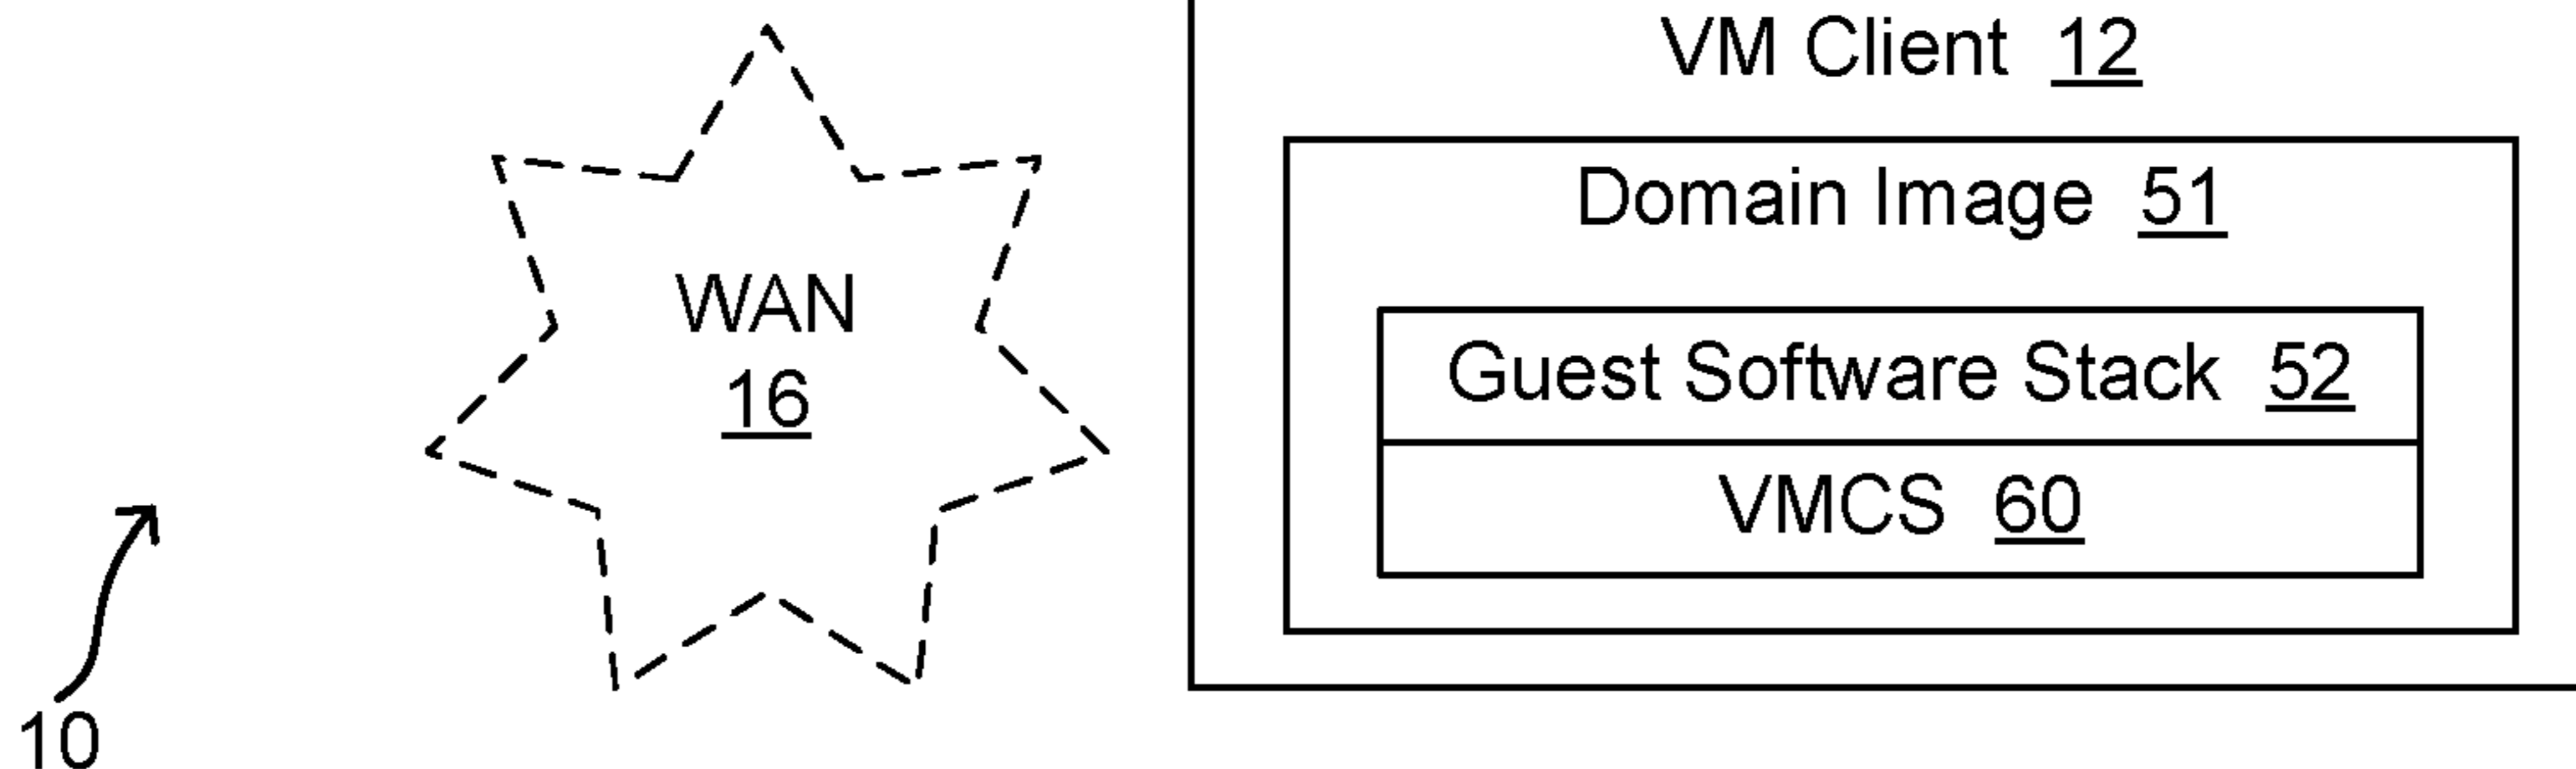 VM Client 12
Domain Image 51
WAN
16
Guest Software Stack 52
VMCS 60
10